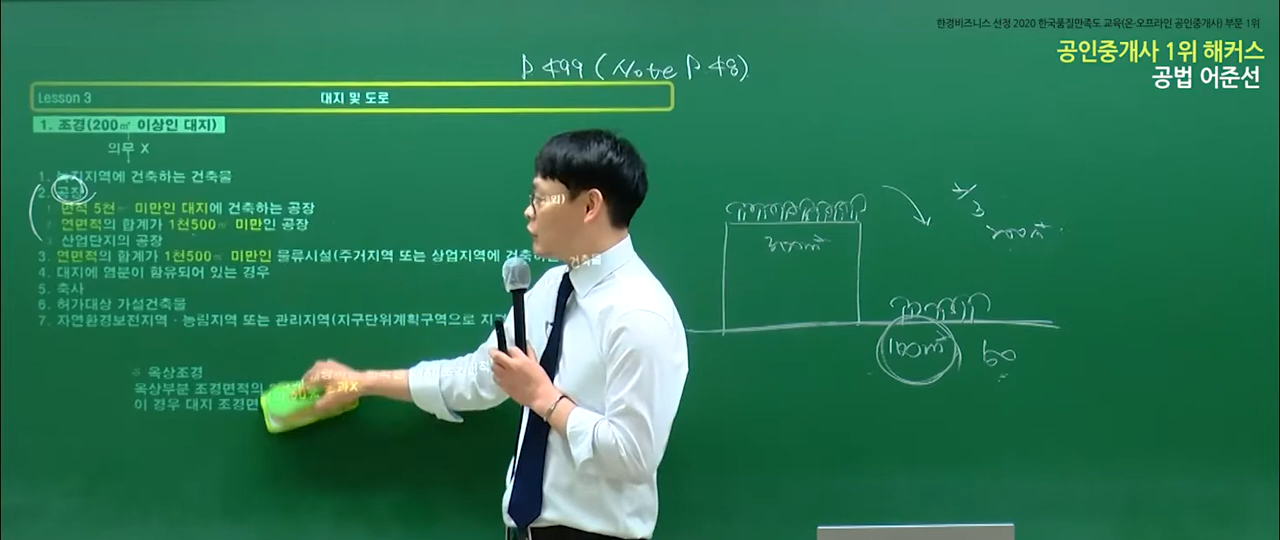 한경비즈니스 선정 2020 한국품질만족도 교육(온·오프라인 공인중개사) 부문 1위
공인중개사 1위 해커스
공법 어준선
P 499 (Note P 48)
Lesson 3 대지 및 도로
1. 조경(200㎡ 이상인 대지)
의무 X
1. 녹지지역에 건축하는 건축물
2. 공장
면적 5천㎡ 미만인 대지에 건축하는 공장
연면적의 합계가 1천500㎡ 미만인 공장
산업단지의 공장
3. 연면적의 합계가 1천500㎡ 미만인 물류시설(주거지역 또는 상업지역에 건축하는
건축물
4. 대지에 염분이 함유되어 있는 경우
5. 축사
6. 허가대상 가설건축물
7. 자연환경보전지역·농림지역 또는 관리지역(지구단위계획구역으로
※ 옥상조경
옥상부분 조경면적의
이 경우 대지 조경면
300㎡
2/3
200㎡
100㎡
50